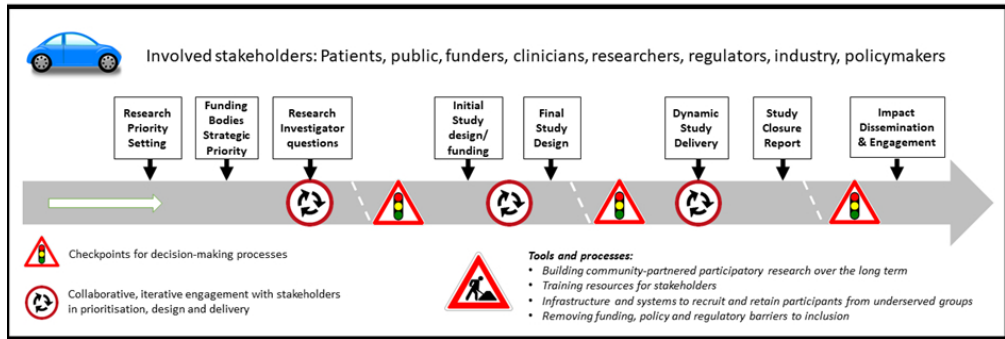 Involved stakeholders: Patients, public, funders, clinicians, researchers, regulators, industry, policymakers
Research
Priority
Setting
Funding
Bodies
Strategic
Priority
Research
Investigator
questions
Initial
Study
design/
funding
Final
Study
Design
Dynamic
Study
Delivery
Study
Closure
Report
Impact
Dissemination
& Engagement
Checkpoints for decision-making processes
Collaborative, iterative engagement with stakeholders
in prioritisation, design and delivery
Tools and processes:
• Building community-partnered participatory research over the long term
• Training resources for stakeholders
• Infrastructure and systems to recruit and retain participants from underserved groups
• Removing funding, policy and regulatory barriers to inclusion